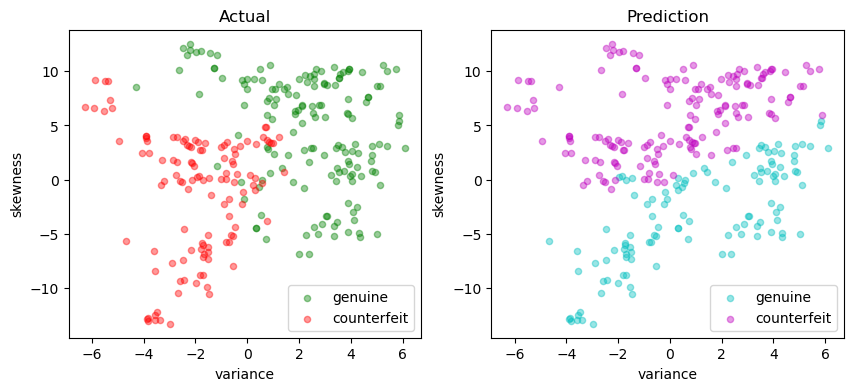 Actual
skewness
10
5
0
−5
−10
genuine
counterfeit
−6 −4 −2 0 2 4 6
variance
Prediction
skewness
10
5
0
−5
−10
genuine
counterfeit
−6 −4 −2 0 2 4 6
variance